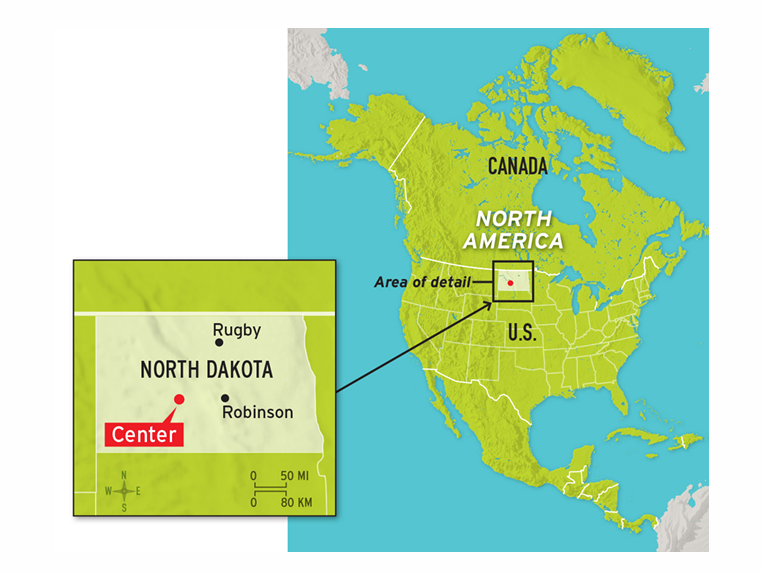 CANADA
NORTH
AMERICA
Area of detail
U.S.
Rugby
NORTH DAKOTA
Robinson
Center
N
W E
S
0 50 MI
0 80 KM